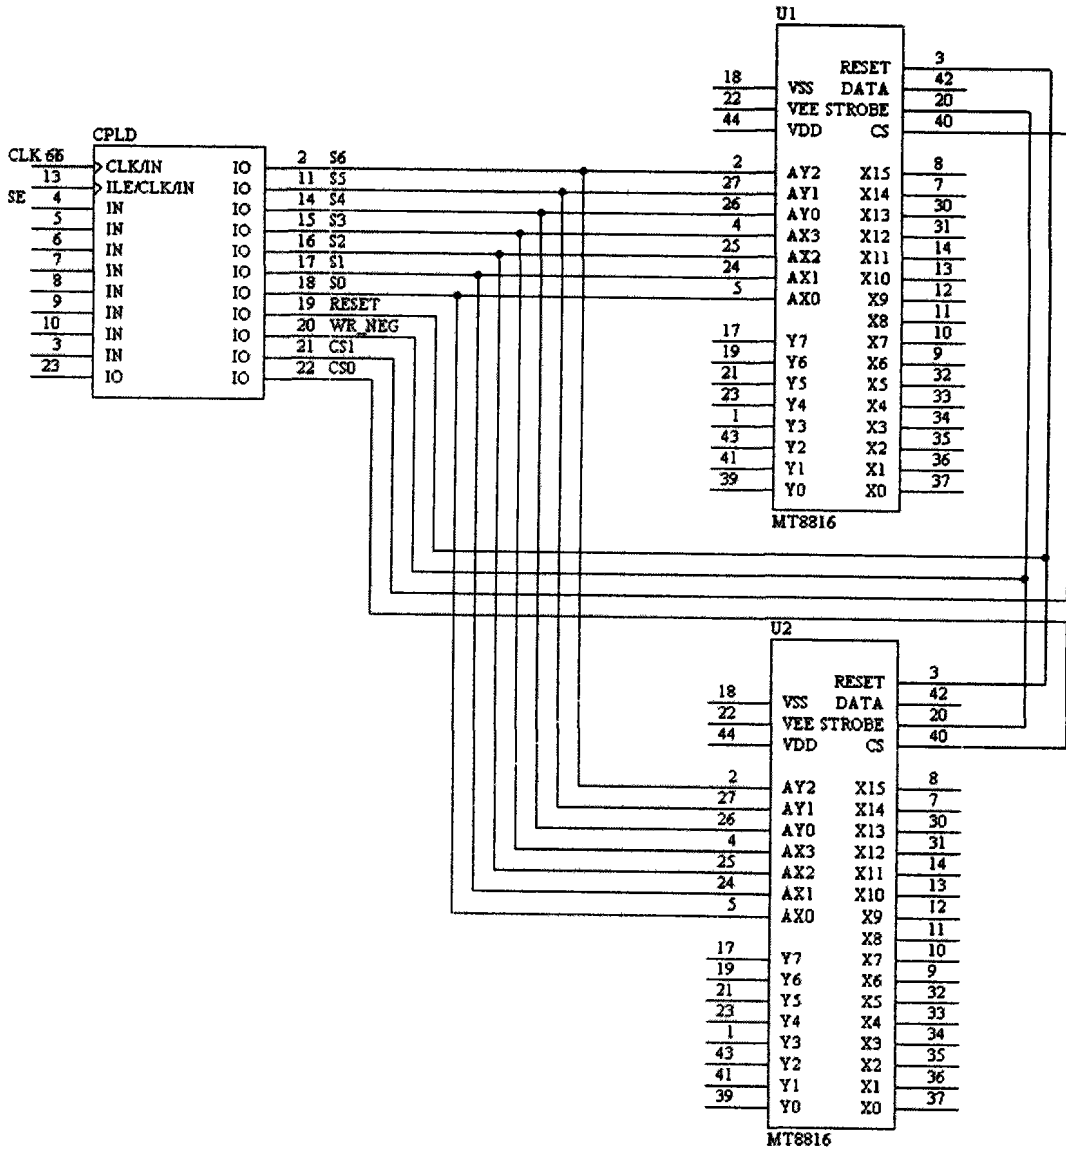 U1
3
RESET
18 VSS DATA 42
22 VEE STROBE 20
44 VDD CS 40
2 AY2 X15 8
27 AY1 X14 7
26 AY0 X13 30
4 AX3 X12 31
25 AX2 X11 14
24 AX1 X10 13
5 AX0 X9 12
X8 11
17 Y7 X7 10
19 Y6 X6 9
21 Y5 X5 32
23 Y4 X4 33
1 Y3 X3 34
43 Y2 X2 35
41 Y1 X1 36
39 Y0 X0 37
MT8816
CPLD
CLK CLK/IN IO 2 S6
13 ILE/CLK/IN IO 11 S5
SE 4 IN IO 14 S4
5 IN IO 15 S3
6 IN IO 16 S2
7 IN IO 17 S1
8 IN IO 18 S0
9 IN IO 19 RESET
10 IN IO 20 WR_NEG
3 IN IO 21 CS1
23 IO IO 22 CS0
U2
3
RESET
18 VSS DATA 42
22 VEE STROBE 20
44 VDD CS 40
2 AY2 X15 8
27 AY1 X14 7
26 AY0 X13 30
4 AX3 X12 31
25 AX2 X11 14
24 AX1 X10 13
5 AX0 X9 12
X8 11
17 Y7 X7 10
19 Y6 X6 9
21 Y5 X5 32
23 Y4 X4 33
1 Y3 X3 34
43 Y2 X2 35
41 Y1 X1 36
39 Y0 X0 37
MT8816